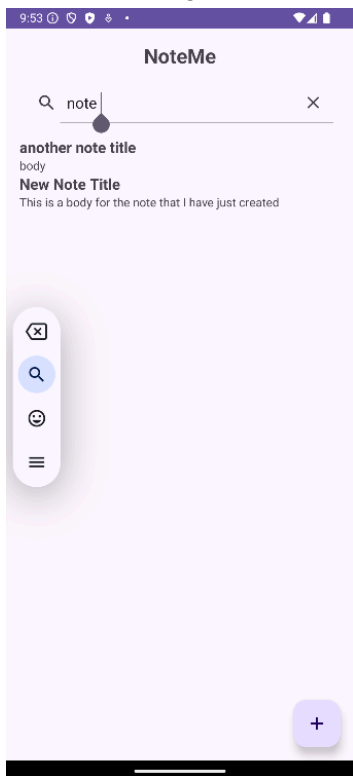 9:53
NoteMe
note
another note title
body
New Note Title
This is a body for the note that I have just created